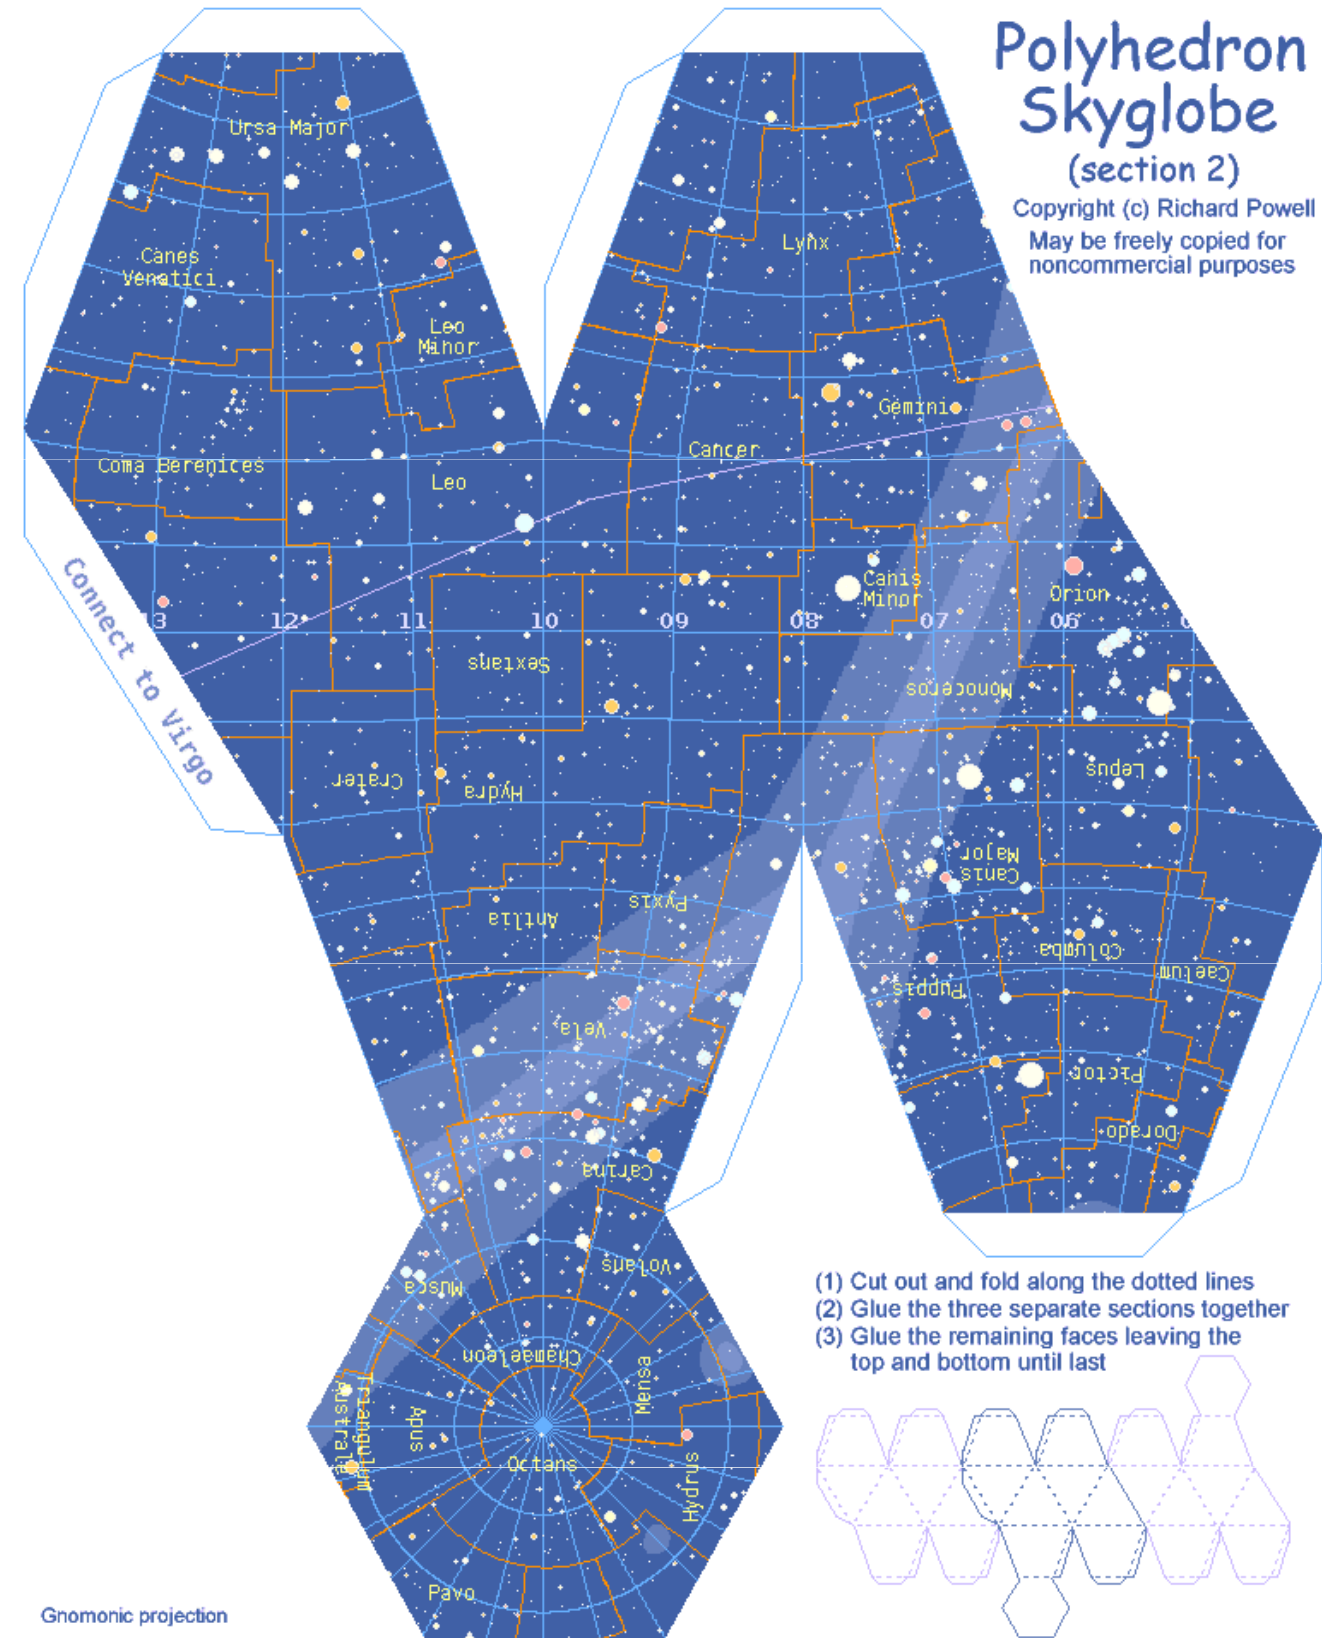 Polyhedron
Skyglobe
(section 2)
Copyright (c) Richard Powell
May be freely copied for
noncommercial purposes
Ursa Major
Canes
Venatici
Lynx
Leo
Minor
Gemini
Cancer
Coma Berenices
Leo
Canis
Minor
Orion
Connect to Virgo
12
11
10
09
08
07
06
Sextans
Monoceros
Crater
Hydra
Lepus
Canis
Major
Pyxis
Antlia
Columba
Caelum
Puppis
Vela
Pictor
Dorado
Carina
Volans
Musca
Chamaeleon
Mensa
Triangulum
Australe
Apus
Octans
Hydrus
Pavo
(1) Cut out and fold along the dotted lines
(2) Glue the three separate sections together
(3) Glue the remaining faces leaving the
top and bottom until last
Gnomonic projection